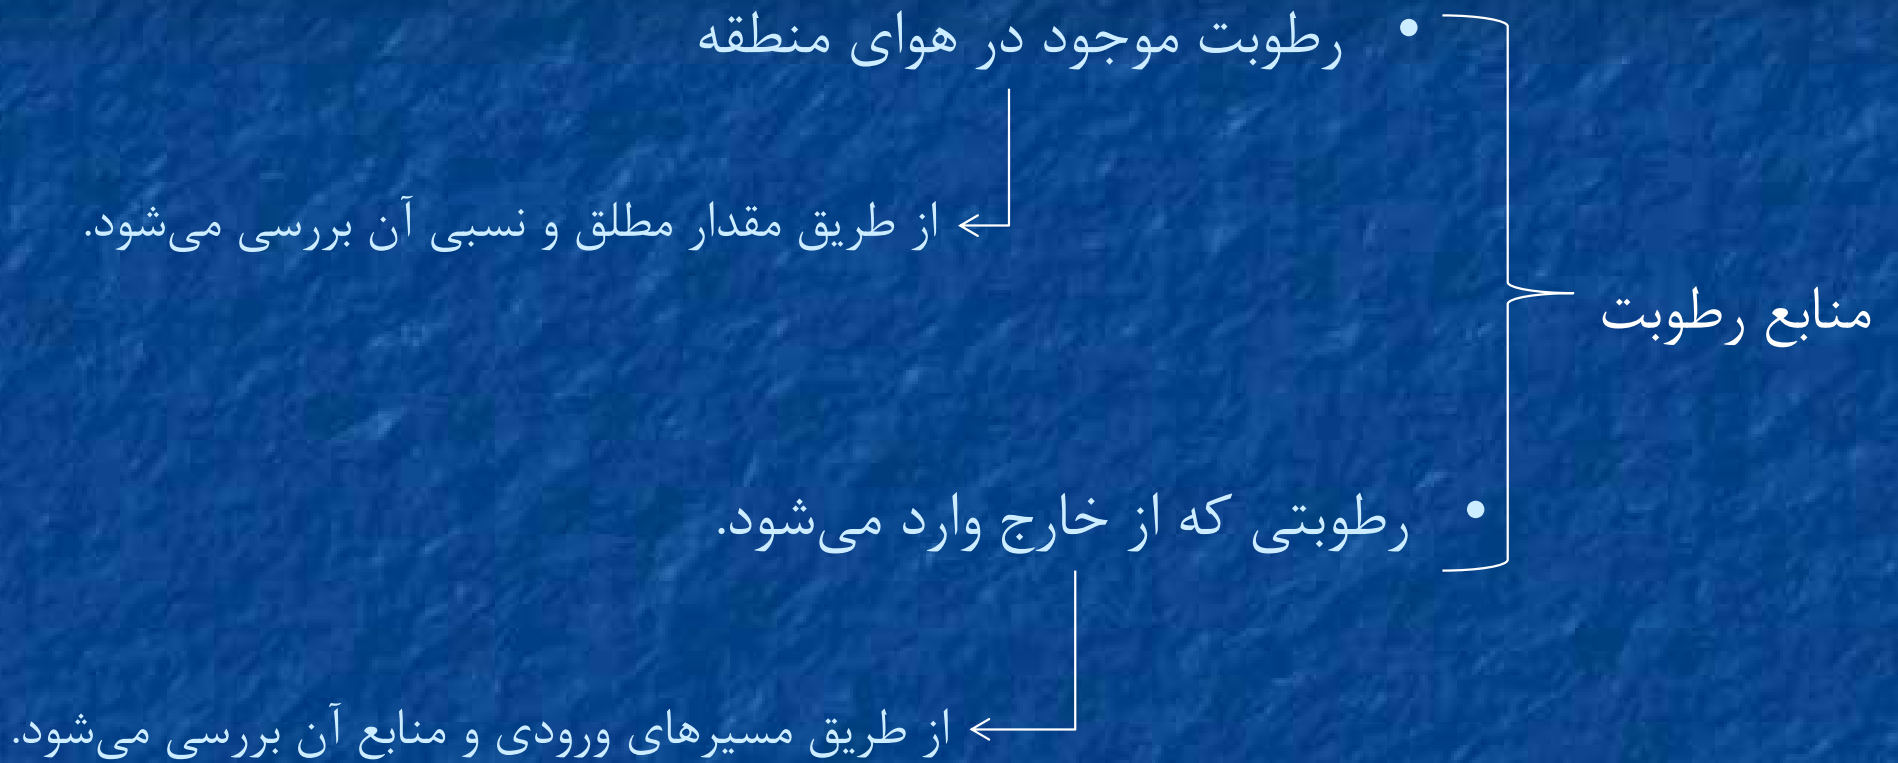 منابع رطوبت
• رطوبت موجود در هوای منطقه
از طریق مقدار مطلق و نسبی آن بررسی می‌شود.
• رطوبتی که از خارج وارد می‌شود.
از طریق مسیرهای ورودی و منابع آن بررسی می‌شود.